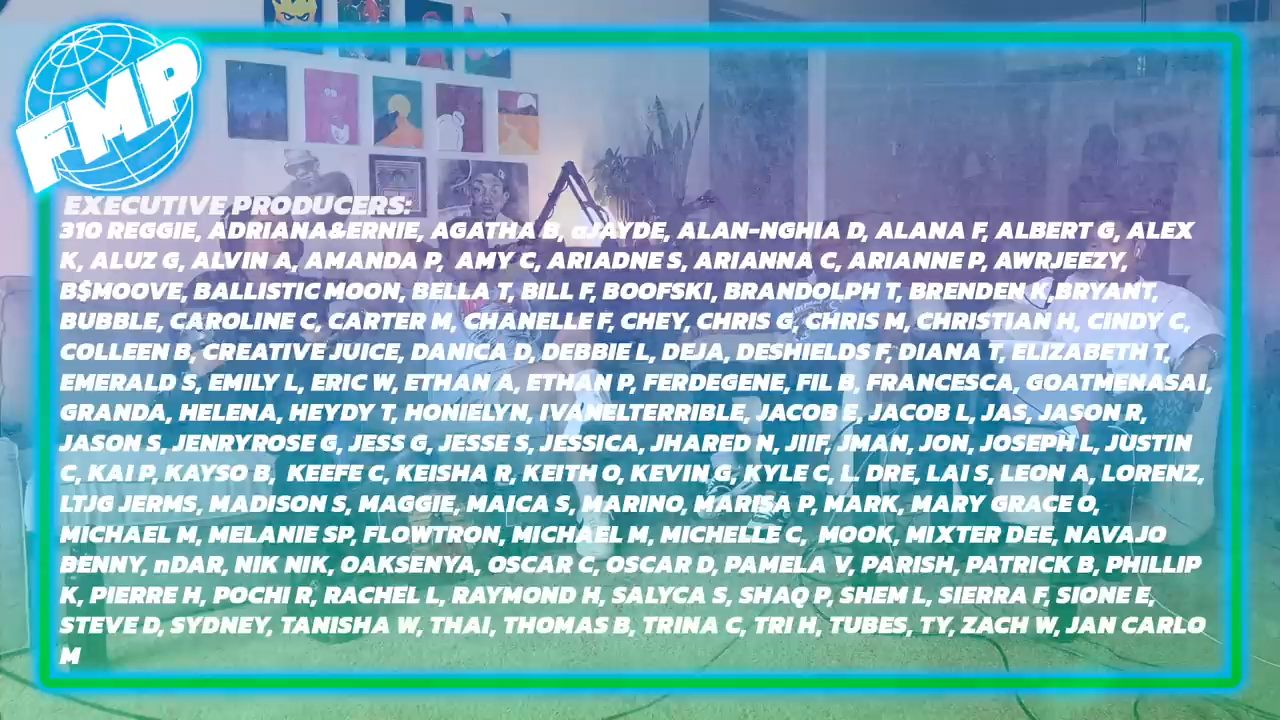 FMP
EXECUTIVE PRODUCERS:
310 REGGIE, ADRIANA&ERNIE, AGATHA B, aJAYDE, ALAN-NGHIA D, ALANA F, ALBERT G, ALEX
K, ALUZ G, ALVIN A, AMANDA P, AMY C, ARIADNE S, ARIANNA C, ARIANNE P, AWRJEEZY,
B$MOOVE, BALLISTIC MOON, BELLA T, BILL F, BOOFSKI, BRANDOLPH T, BRENDEN K,BRYANT,
BUBBLE, CAROLINE C, CARTER M, CHANELLE F, CHEY, CHRIS G, CHRIS M, CHRISTIAN H, CINDY C,
COLLEEN B, CREATIVE JUICE, DANICA D, DEBBIE L, DEJA, DESHIELDS F, DIANA T, ELIZABETH T,
EMERALD S, EMILY L, ERIC W, ETHAN A, ETHAN P, FERDEGENE, FIL B, FRANCESCA, GOATMENASAI,
GRANDA, HELENA, HEYDY T, HONIELYN, IVANELTERRIBLE, JACOB E, JACOB L, JAS, JASON R,
JASON S, JENRYROSE G, JESS G, JESSE S, JESSICA, JHARED N, JIIF, JMAN, JON, JOSEPH L, JUSTIN
C, KAI P, KAYSO B, KEEFE C, KEISHA R, KEITH O, KEVIN G, KYLE C, L. DRE, LAI S, LEON A, LORENZ,
LTJG JERMS, MADISON S, MAGGIE, MAICA S, MARINO, MARISA P, MARK, MARY GRACE O,
MICHAEL M, MELANIE SP, FLOWTRON, MICHAEL M, MICHELLE C, MOOK, MIXTER DEE, NAVAJO
BENNY, nDAR, NIK NIK, OAKSENYA, OSCAR C, OSCAR D, PAMELA V, PARISH, PATRICK B, PHILLIP
K, PIERRE H, POCHI R, RACHEL L, RAYMOND H, SALYCA S, SHAQ P, SHEM L, SIERRA F, SIONE E,
STEVE D, SYDNEY, TANISHA W, THAI, THOMAS B, TRINA C, TRI H, TUBES, TY, ZACH W, JAN CARLO
M